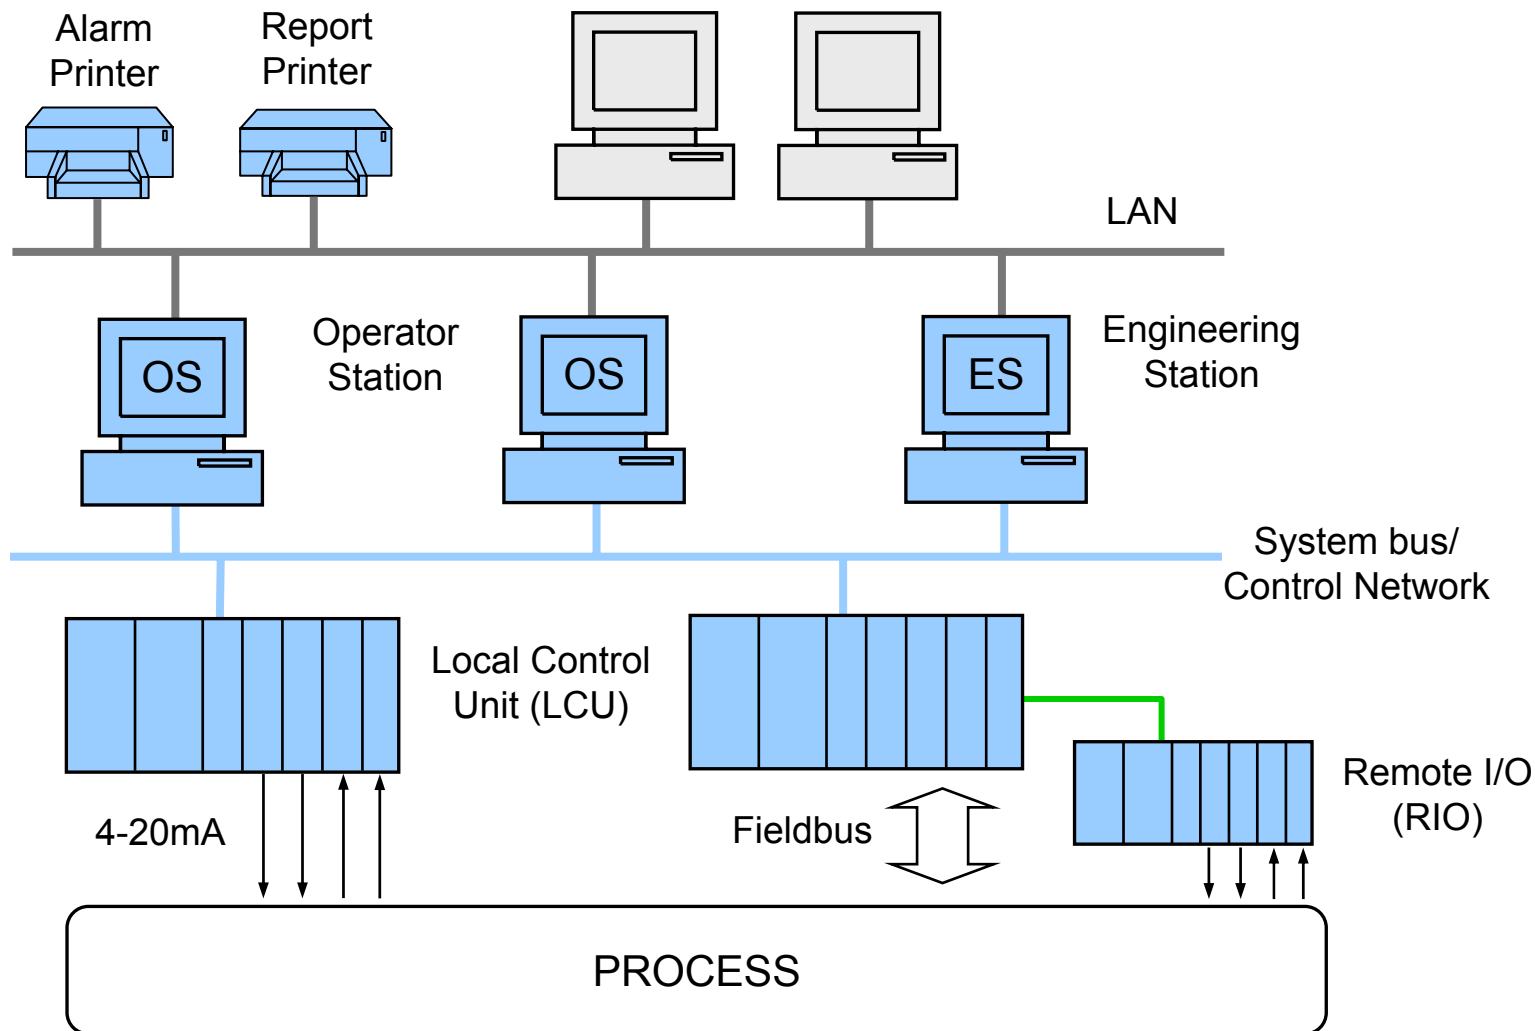 Alarm
Printer
Report
Printer
LAN
OS
Operator
Station
OS
ES
Engineering
Station
System bus/
Control Network
Local Control
Unit (LCU)
Remote I/O
(RIO)
4-20mA
Fieldbus
PROCESS